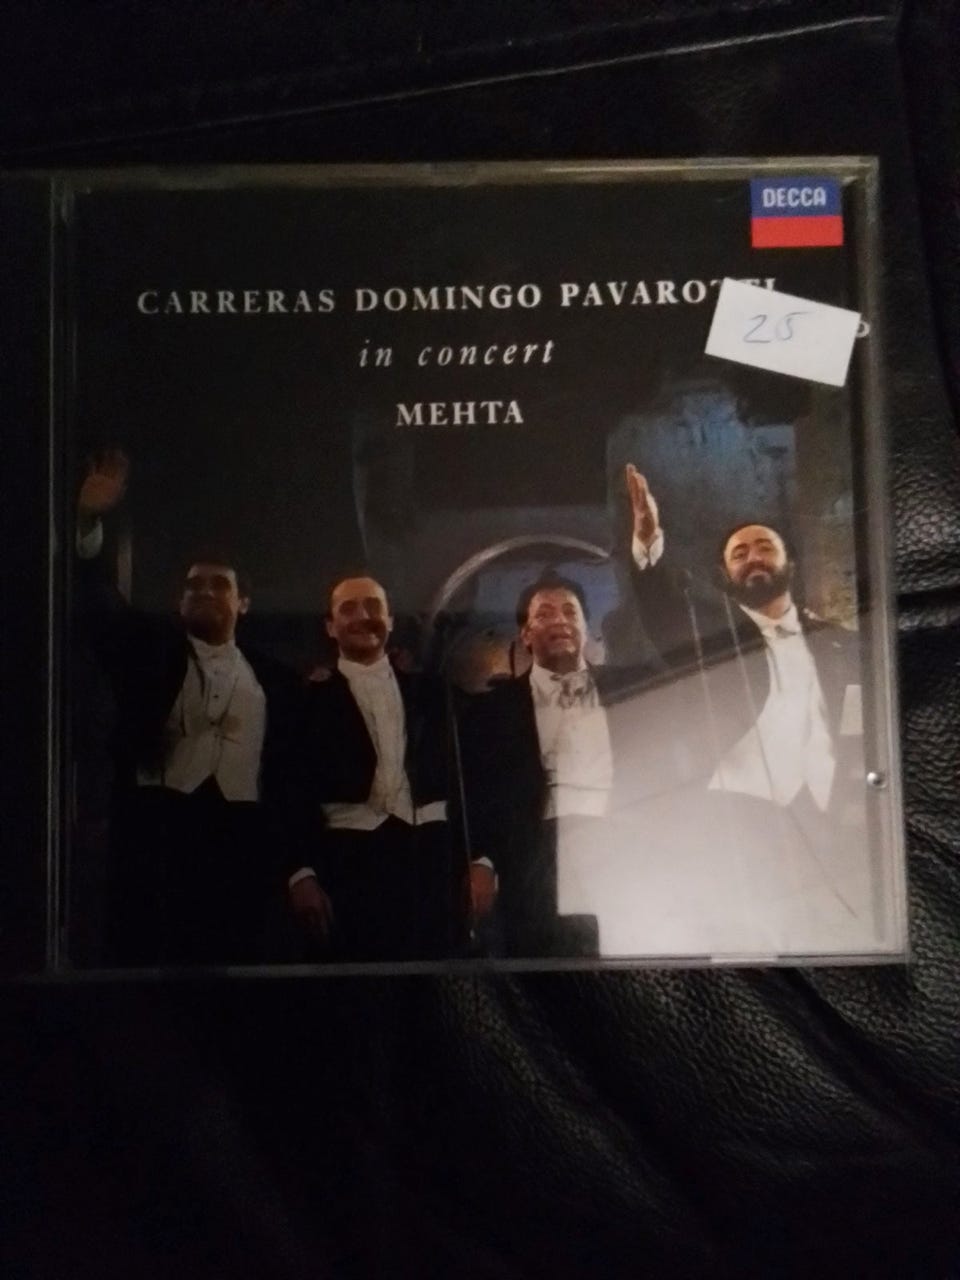 DECCA
CARRERAS DOMINGO PAVAROTTI
25
in concert
MEHTA